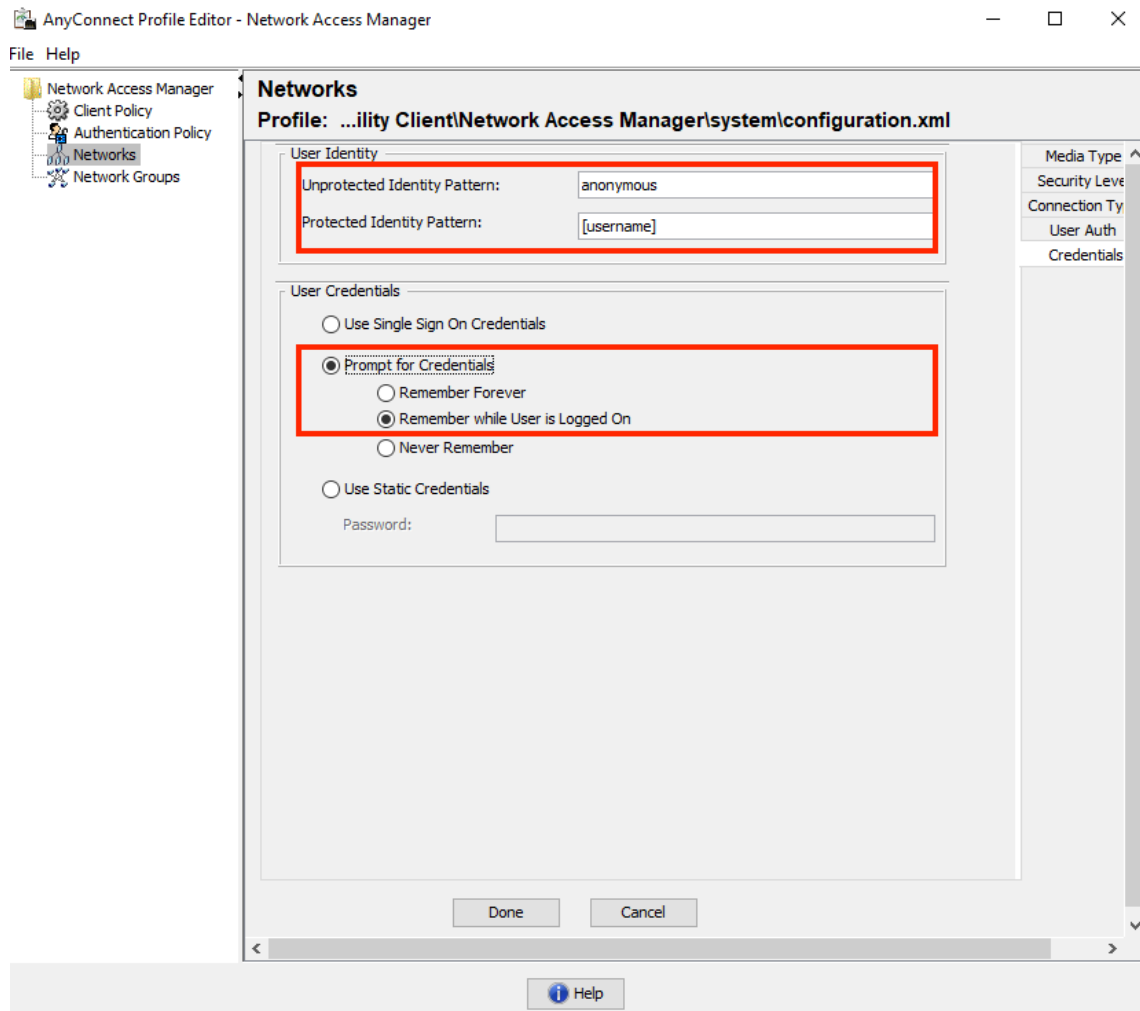 AnyConnect Profile Editor - Network Access Manager
File Help
Network Access Manager
Client Policy
Authentication Policy
Networks
Network Groups
Networks
Profile: ...ility Client\Network Access Manager\system\configuration.xml
User Identity
Unprotected Identity Pattern: anonymous
Protected Identity Pattern: [username]
User Credentials
Use Single Sign On Credentials
Prompt for Credentials
Remember Forever
Remember while User is Logged On
Never Remember
Use Static Credentials
Password:
Media Type
Security Leve
Connection Ty
User Auth
Credentials
Done Cancel
Help